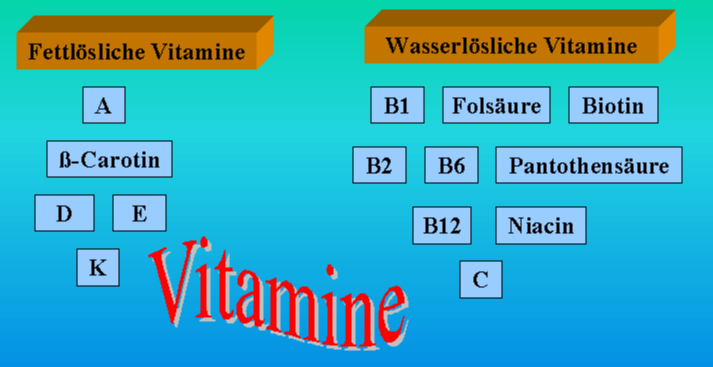 Fettlösliche Vitamine
A
ß-Carotin
D E
K
Wasserlösliche Vitamine
B1 Folsäure Biotin
B2 B6 Pantothensäure
B12 Niacin
C
Vitamine